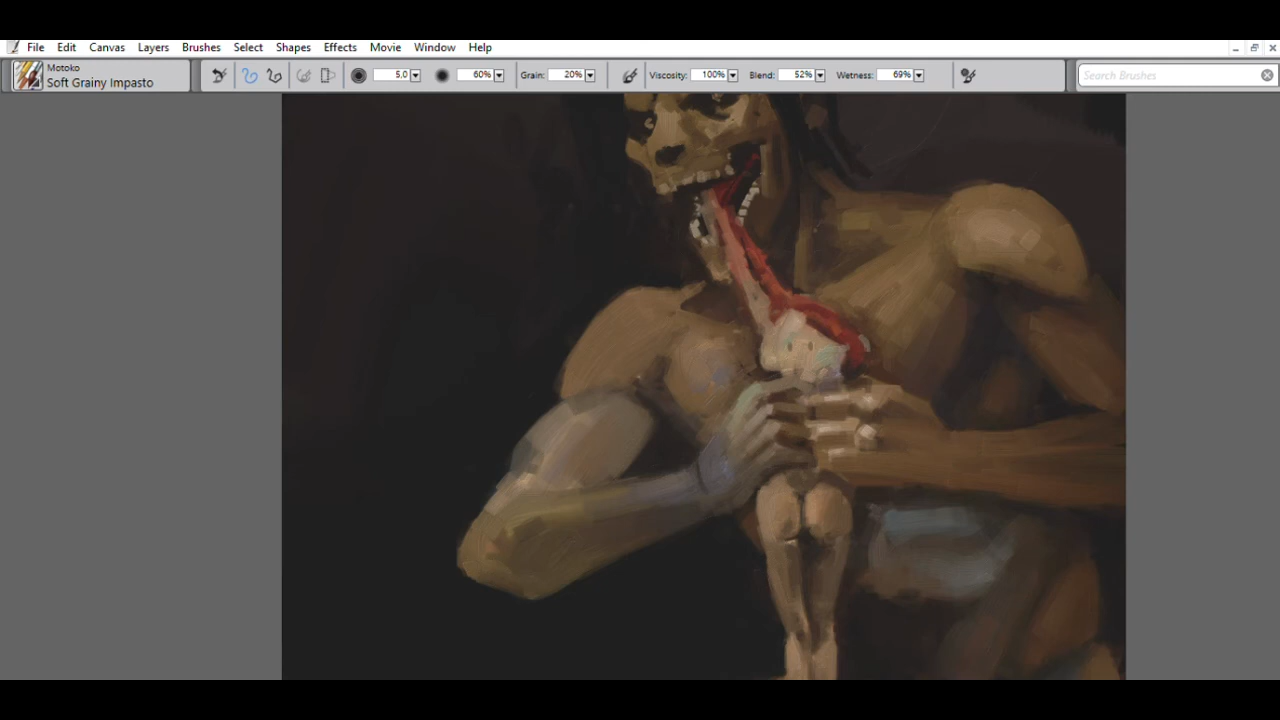 File Edit Canvas Layers Brushes Select Shapes Effects Movie Window Help
Motoko
Soft Grainy Impasto
5,0 60% Grain: 20% Viscosity: 100% Blend: 52% Wetness: 69% Search Brushes